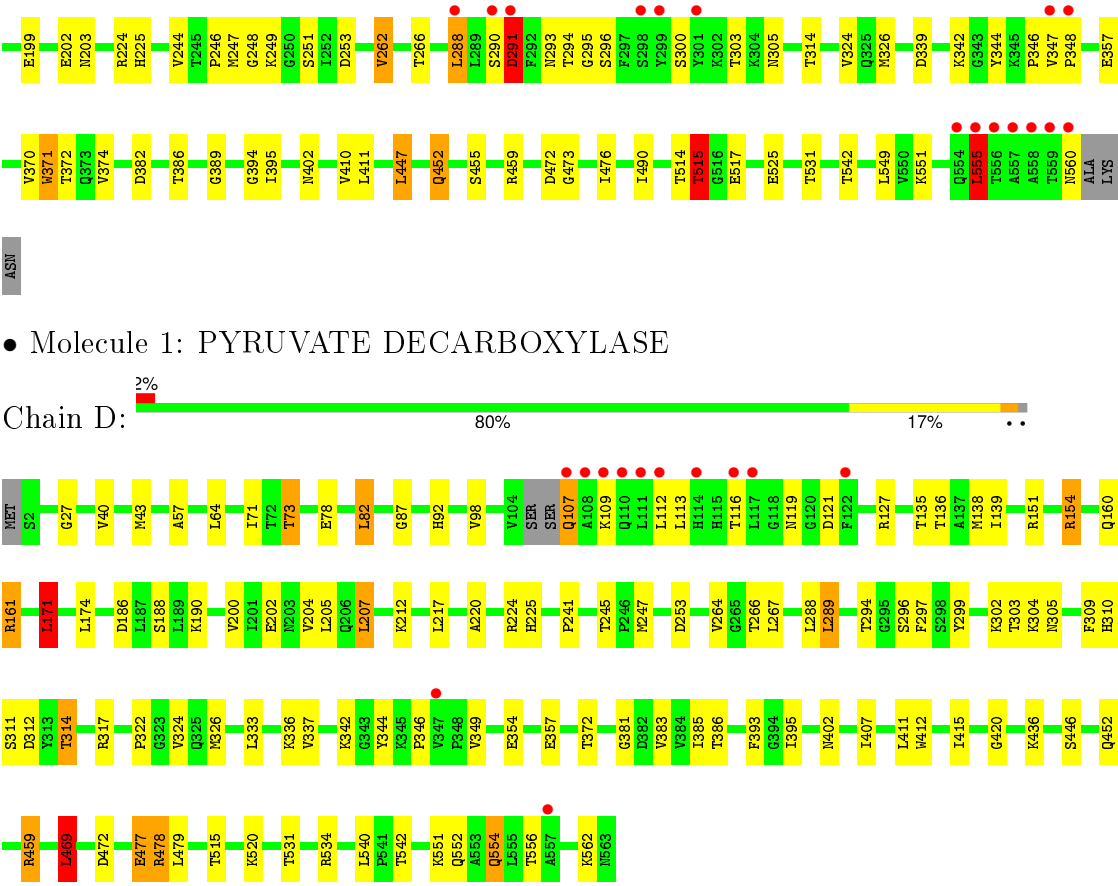 E199 E202 N203 R224 H225 V244 T245 P246 M247 G248 K249 G250 S251 I252 D253 V262 T266 L288 L289 S290 D291 F292 N293 T294 G295 S296 F297 S298 Y299 S300 Y301 K302 T303 K304 N305 T314 V324 Q325 M326 D339 K342 G343 Y344 K345 P346 V347 P348 E357
V370 W371 T372 Q373 V374 D382 T386 G389 G394 I395 N402 V410 L411 L447 Q452 S455 R459 D472 G473 I476 I490 T514 T515 G516 E517 E525 T531 T542 L549 V550 K551 Q554 L555 T556 A557 A558 T559 N560 ALA LYS
ASN
• Molecule 1: PYRUVATE DECARBOXYLASE
2%
Chain D:
80% 17% • •
MET S2 G27 V40 M43 A57 L64 I71 T72 T73 E78 L82 G87 H92 V98 V104 SER SER Q107 A108 K109 Q110 L111 L112 L113 H114 H115 T116 L117 G118 N119 G120 D121 F122 R127 T135 T136 A137 M138 I139 R151 R154 Q160
R161 L171 L174 D186 L187 S188 L189 K190 V200 I201 E202 N203 V204 L205 Q206 L207 K212 L217 A220 R224 H225 P241 T245 P246 M247 D253 V264 G265 T266 L267 L288 L289 T294 G295 S296 F297 S298 Y299 K302 T303 K304 N305 F309 H310
S311 D312 Y313 T314 R317 P322 G323 V324 Q325 M326 L333 K336 V337 K342 G343 Y344 K345 P346 V347 P348 V349 E354 E357 T372 G381 D382 V383 V384 I385 T386 F393 G394 I395 N402 I407 L411 W412 I415 G420 K436 S446 Q452
R459 L469 D472 E477 R478 L479 T515 K520 T531 R534 L540 P541 T542 K551 Q552 A553 Q554 L555 T556 A557 K562 N563